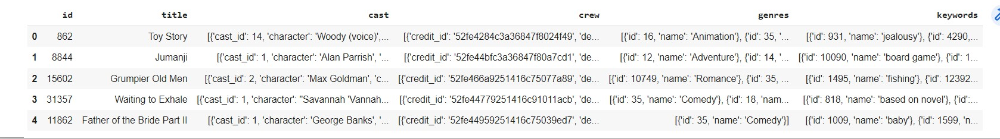 id title cast crew genres keywords
0 862 Toy Story [{'cast_id': 14, 'character': 'Woody (voice)',... [{'credit_id': '52fe4284c3a36847f8024f49', 'de... [{'id': 16, 'name': 'Animation'}, {'id': 35, '... [{'id': 931, 'name': 'jealousy'}, {'id': 4290,...
1 8844 Jumanji [{'cast_id': 1, 'character': 'Alan Parrish', '... [{'credit_id': '52fe44bfc3a36847f80a7cd1', 'de... [{'id': 12, 'name': 'Adventure'}, {'id': 14, '... [{'id': 10090, 'name': 'board game'}, {'id': 1...
2 15602 Grumpier Old Men [{'cast_id': 2, 'character': 'Max Goldman', 'c... [{'credit_id': '52fe466a9251416c75077a89', 'de... [{'id': 10749, 'name': 'Romance'}, {'id': 35, ... [{'id': 1495, 'name': 'fishing'}, {'id': 12392...
3 31357 Waiting to Exhale [{'cast_id': 1, 'character': "Savannah 'Vannah... [{'credit_id': '52fe44779251416c91011acb', 'de... [{'id': 35, 'name': 'Comedy'}, {'id': 18, 'nam... [{'id': 818, 'name': 'based on novel'}, {'id':...
4 11862 Father of the Bride Part II [{'cast_id': 1, 'character': 'George Banks', '... [{'credit_id': '52fe44959251416c75039ed7', 'de... [{'id': 35, 'name': 'Comedy'}] [{'id': 1009, 'name': 'baby'}, {'id': 1599, 'n...